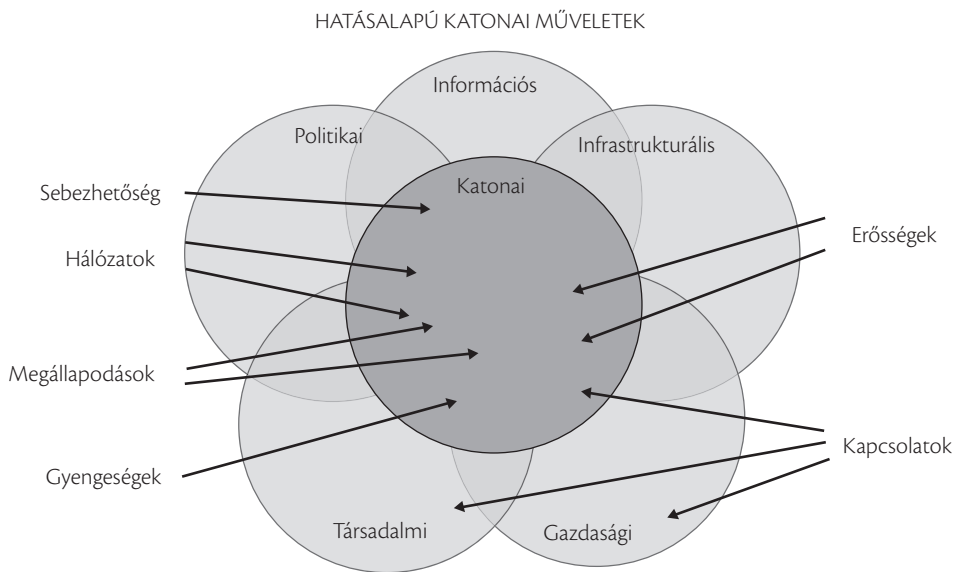 HATÁSALAPÚ KATONAI MŰVELETEK
Információs
Politikai
Infrastrukturális
Katonai
Sebezhetőség
Erősségek
Hálózatok
Megállapodások
Kapcsolatok
Gyengeségek
Társadalmi
Gazdasági